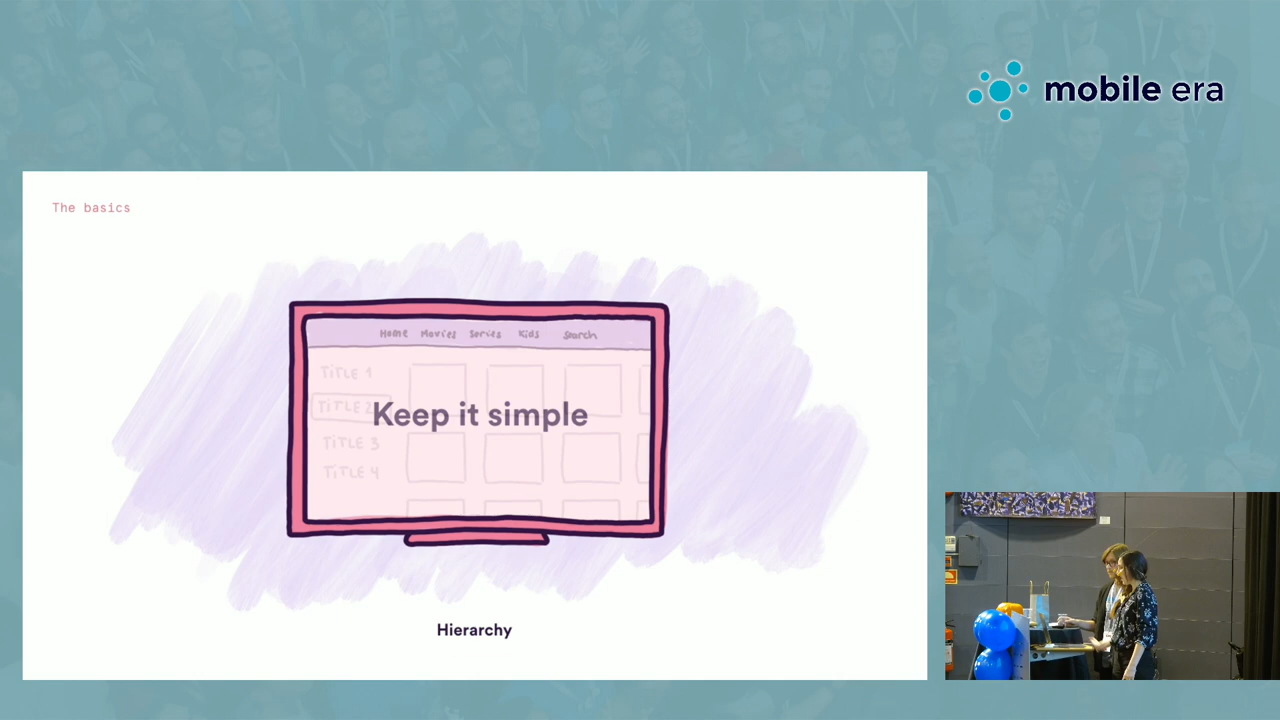 mobile era
The basics
Home Movies Series Kids Search
TiTLE 1
TiTLE 2
Keep it simple
TiTLE 3
TiTLE 4
Hierarchy